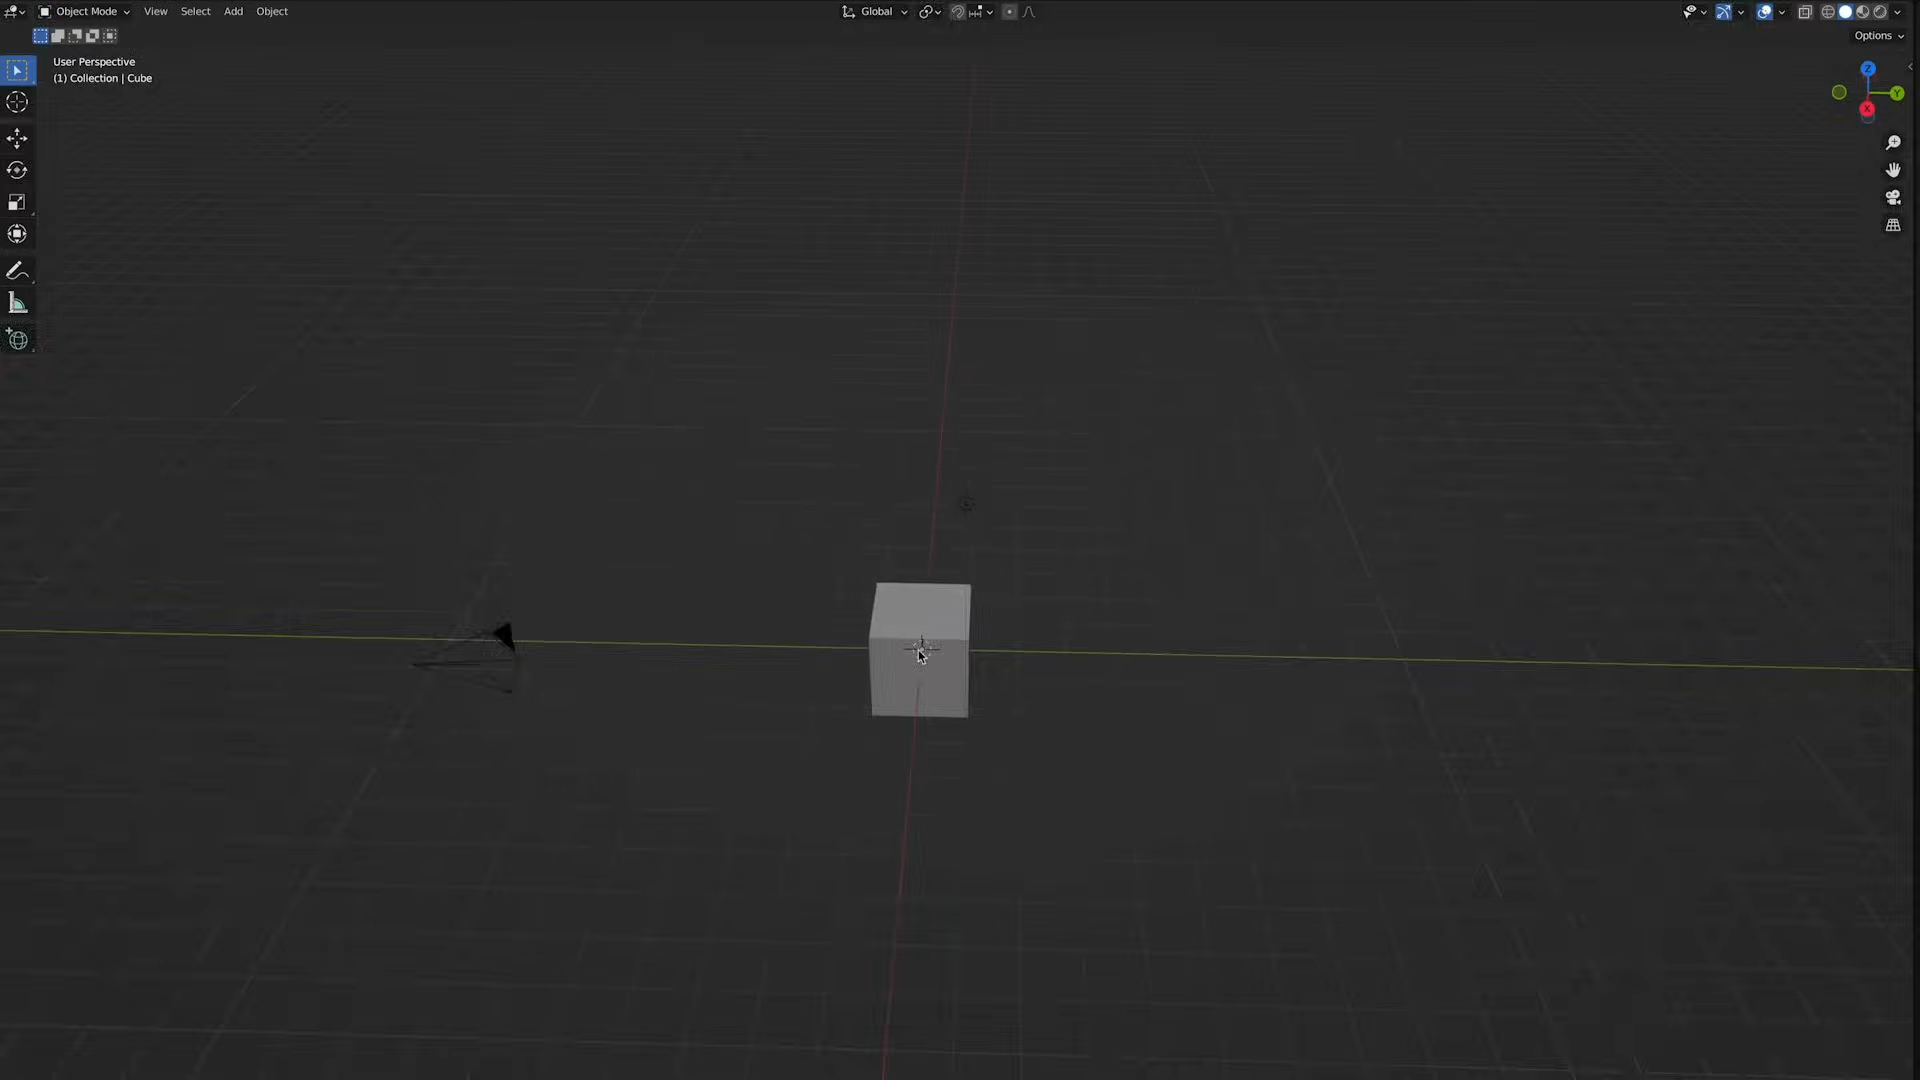 Object Mode View Select Add Object Global
Options
User Perspective
(1) Collection | Cube
Z
Y
X